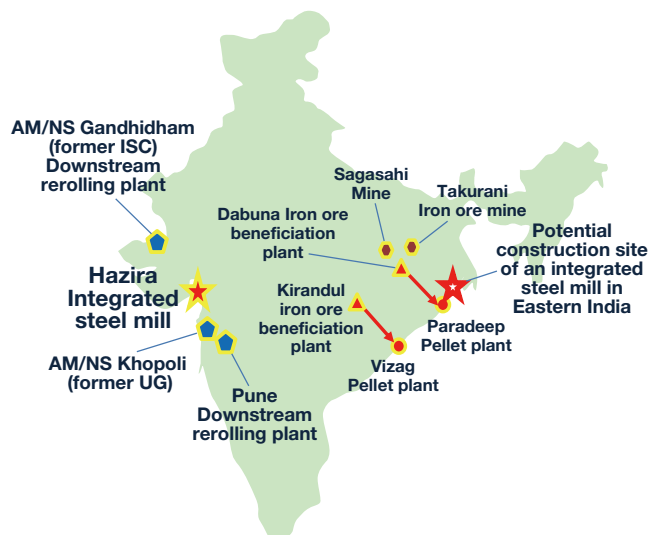 AM/NS Gandhidham
(former ISC)
Downstream
rerolling plant
Sagasahi
Mine
Takurani
Iron ore mine
Dabuna Iron ore
beneficiation
plant
Potential
construction site
of an integrated
steel mill in
Eastern India
Hazira
Integrated
steel mill
Kirandul
iron ore
beneficiation
plant
Paradeep
Pellet plant
Vizag
Pellet plant
AM/NS Khopoli
(former UG)
Pune
Downstream
rerolling plant